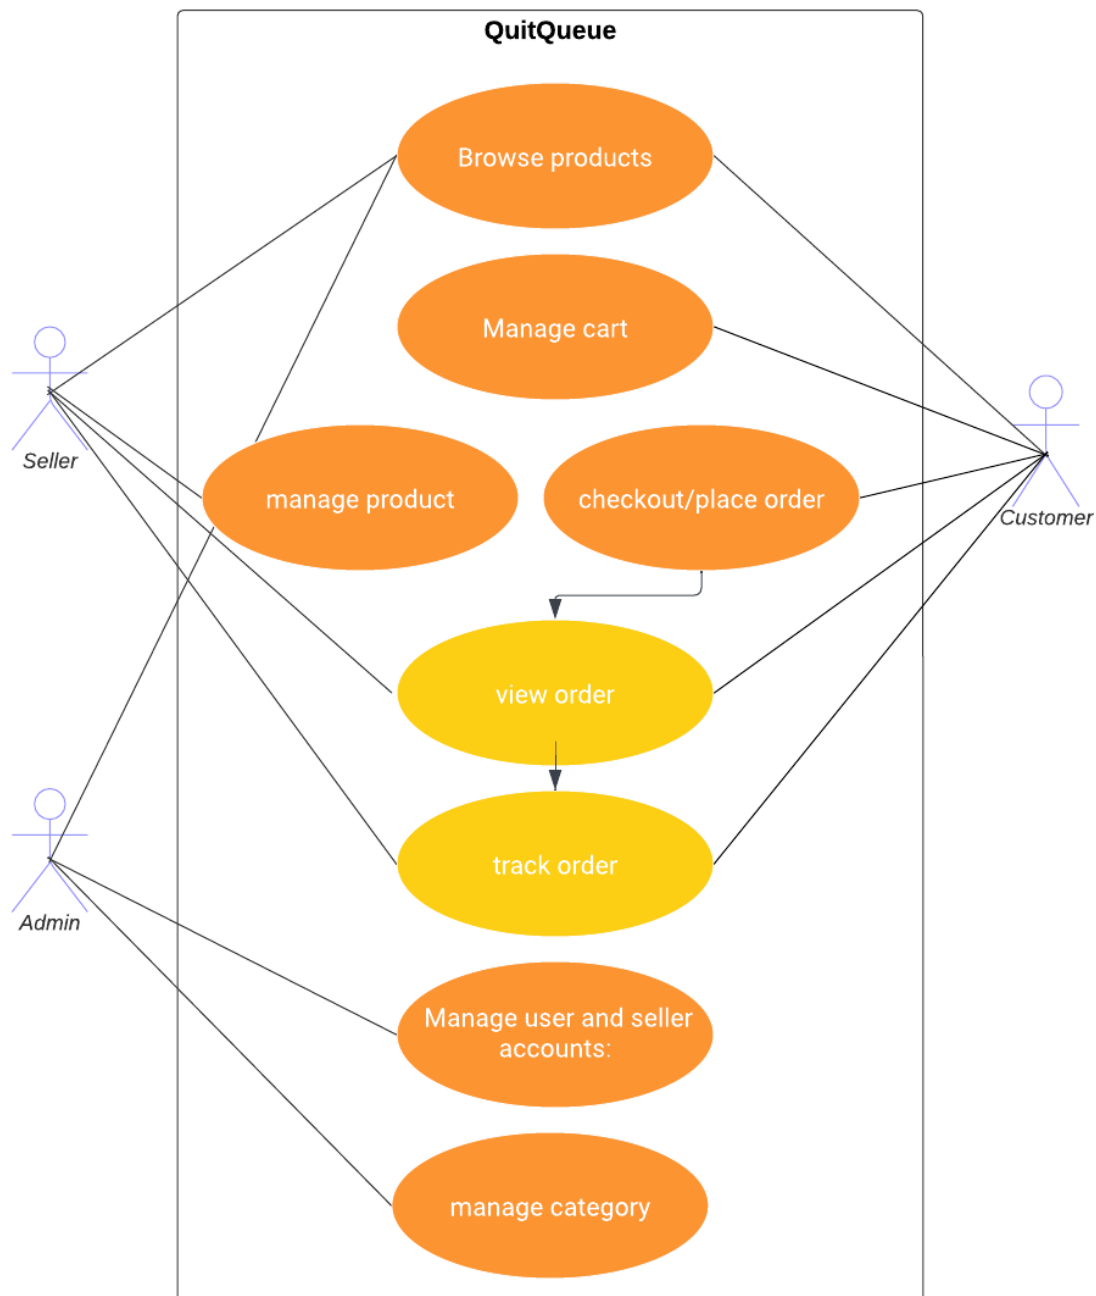 QuitQueue
Browse products
Manage cart
Seller
manage product
checkout/place order
Customer
view order
track order
Admin
Manage user and seller
accounts:
manage category